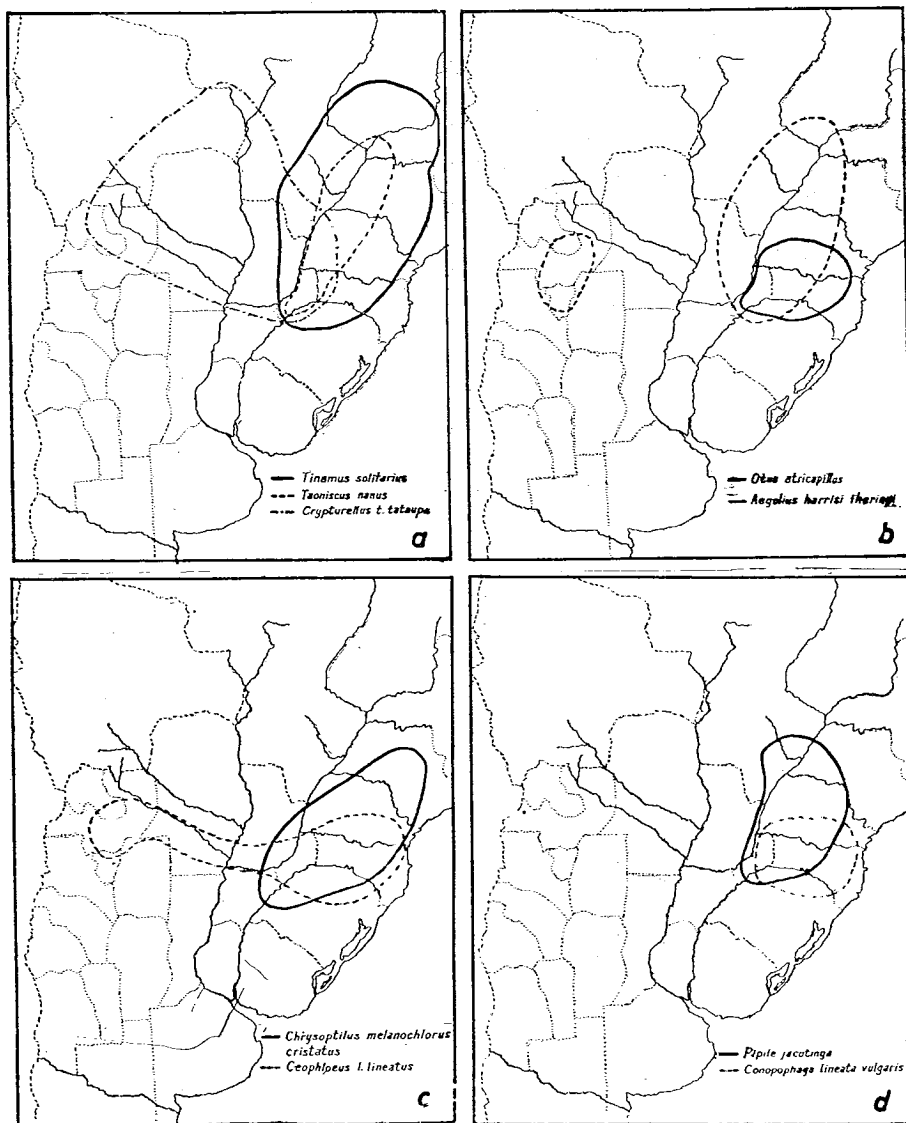 Tinamus solitarius
Taoniscus nanus
Crypturellus t. tataupa
a
Otus atricapillus
Aegolius harrisi iheringi
b
Chrysoptilus melanochlorus
cristatus
Ceophloeus l. lineatus
c
Pipile jacutinga
Conopophaga lineata vulgaris
d